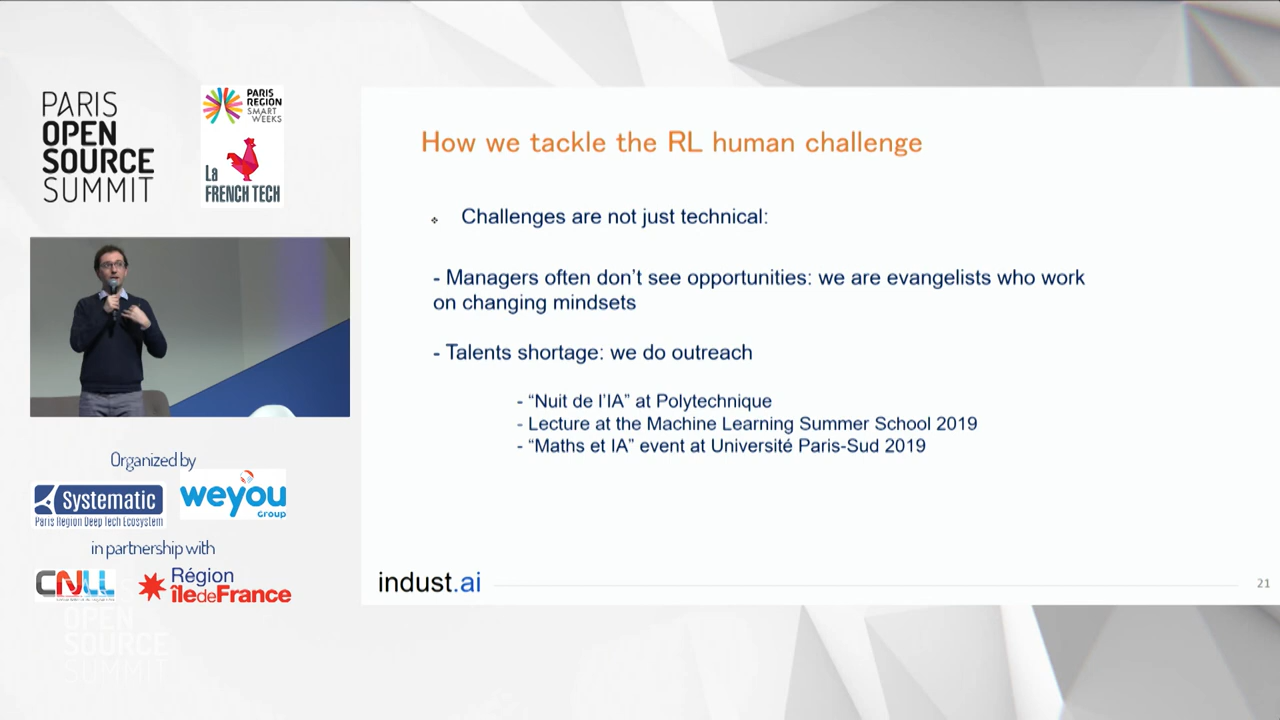 PARIS
OPEN
SOURCE
SUMMIT
PARIS
REGION
SMART
WEEKS
La
FRENCH TECH
How we tackle the RL human challenge
Challenges are not just technical:
- Managers often don’t see opportunities: we are evangelists who work
on changing mindsets
- Talents shortage: we do outreach
- “Nuit de l’IA” at Polytechnique
- Lecture at the Machine Learning Summer School 2019
- “Maths et IA” event at Université Paris-Sud 2019
Organized by
Systematic
Paris Region Deep Tech Ecosystem
weyou
Group
in partnership with
CNLL
Région
îledeFrance
indust.ai
21
OPEN
SOURCE
SUMMIT